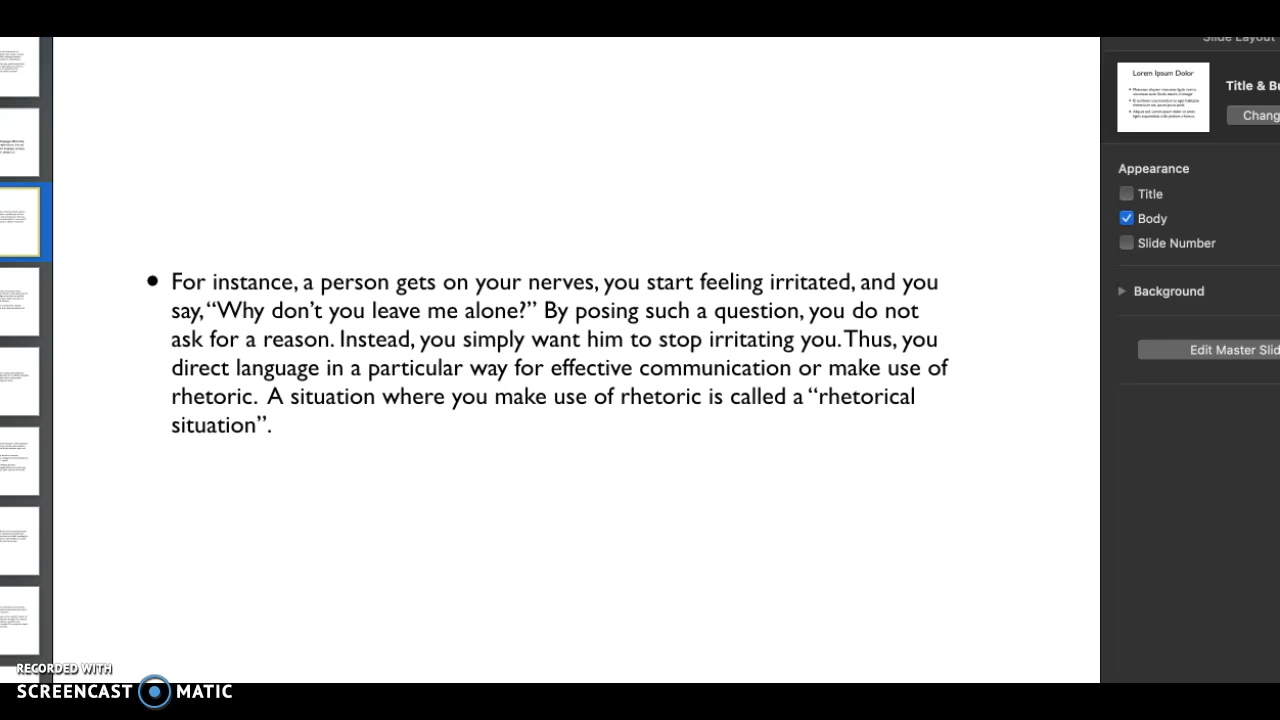 Slide Layout
Lorem Ipsum Dolor
Title & Bu
Chang
Appearance
Title
Body
Slide Number
Background
Edit Master Slid
• For instance, a person gets on your nerves, you start feeling irritated, and you
say, “Why don’t you leave me alone?” By posing such a question, you do not
ask for a reason. Instead, you simply want him to stop irritating you. Thus, you
direct language in a particular way for effective communication or make use of
rhetoric.  A situation where you make use of rhetoric is called a “rhetorical
situation”.
RECORDED WITH
SCREENCAST MATIC